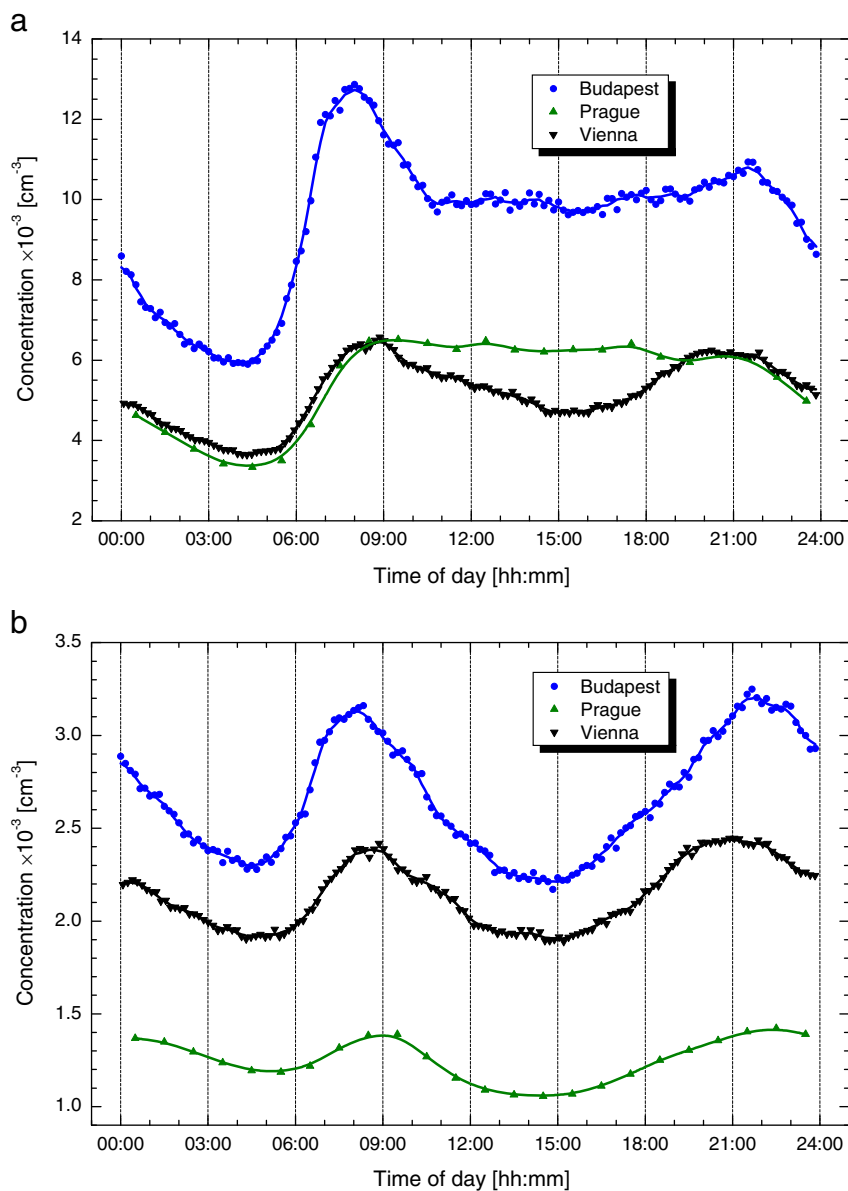 a
14
12
10
8
6
4
2
Concentration ×10⁻³ [cm⁻³]
Budapest
Prague
Vienna
00:00 03:00 06:00 09:00 12:00 15:00 18:00 21:00 24:00
Time of day [hh:mm]
b
3.5
3.0
2.5
2.0
1.5
1.0
Concentration ×10⁻³ [cm⁻³]
Budapest
Prague
Vienna
00:00 03:00 06:00 09:00 12:00 15:00 18:00 21:00 24:00
Time of day [hh:mm]